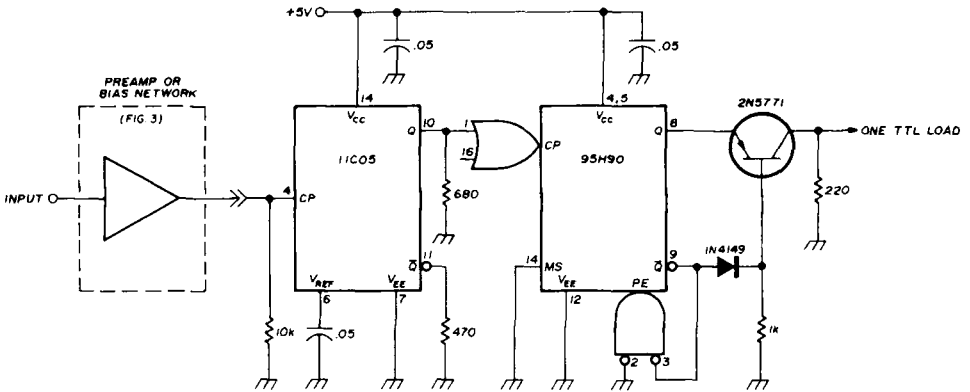 +5V
.05
.05
PREAMP OR
BIAS NETWORK
(FIG. 3)
14
VCC
4,5
VCC
2N5771
10
Q
1
16
CP
8
Q
ONE TTL LOAD
11C05
95H90
INPUT
4
CP
680
220
11
Q̅
14
MS
9
Q̅
1N4149
VREF
VEE
6
7
VEE
12
PE
10k
.05
470
2
3
1k